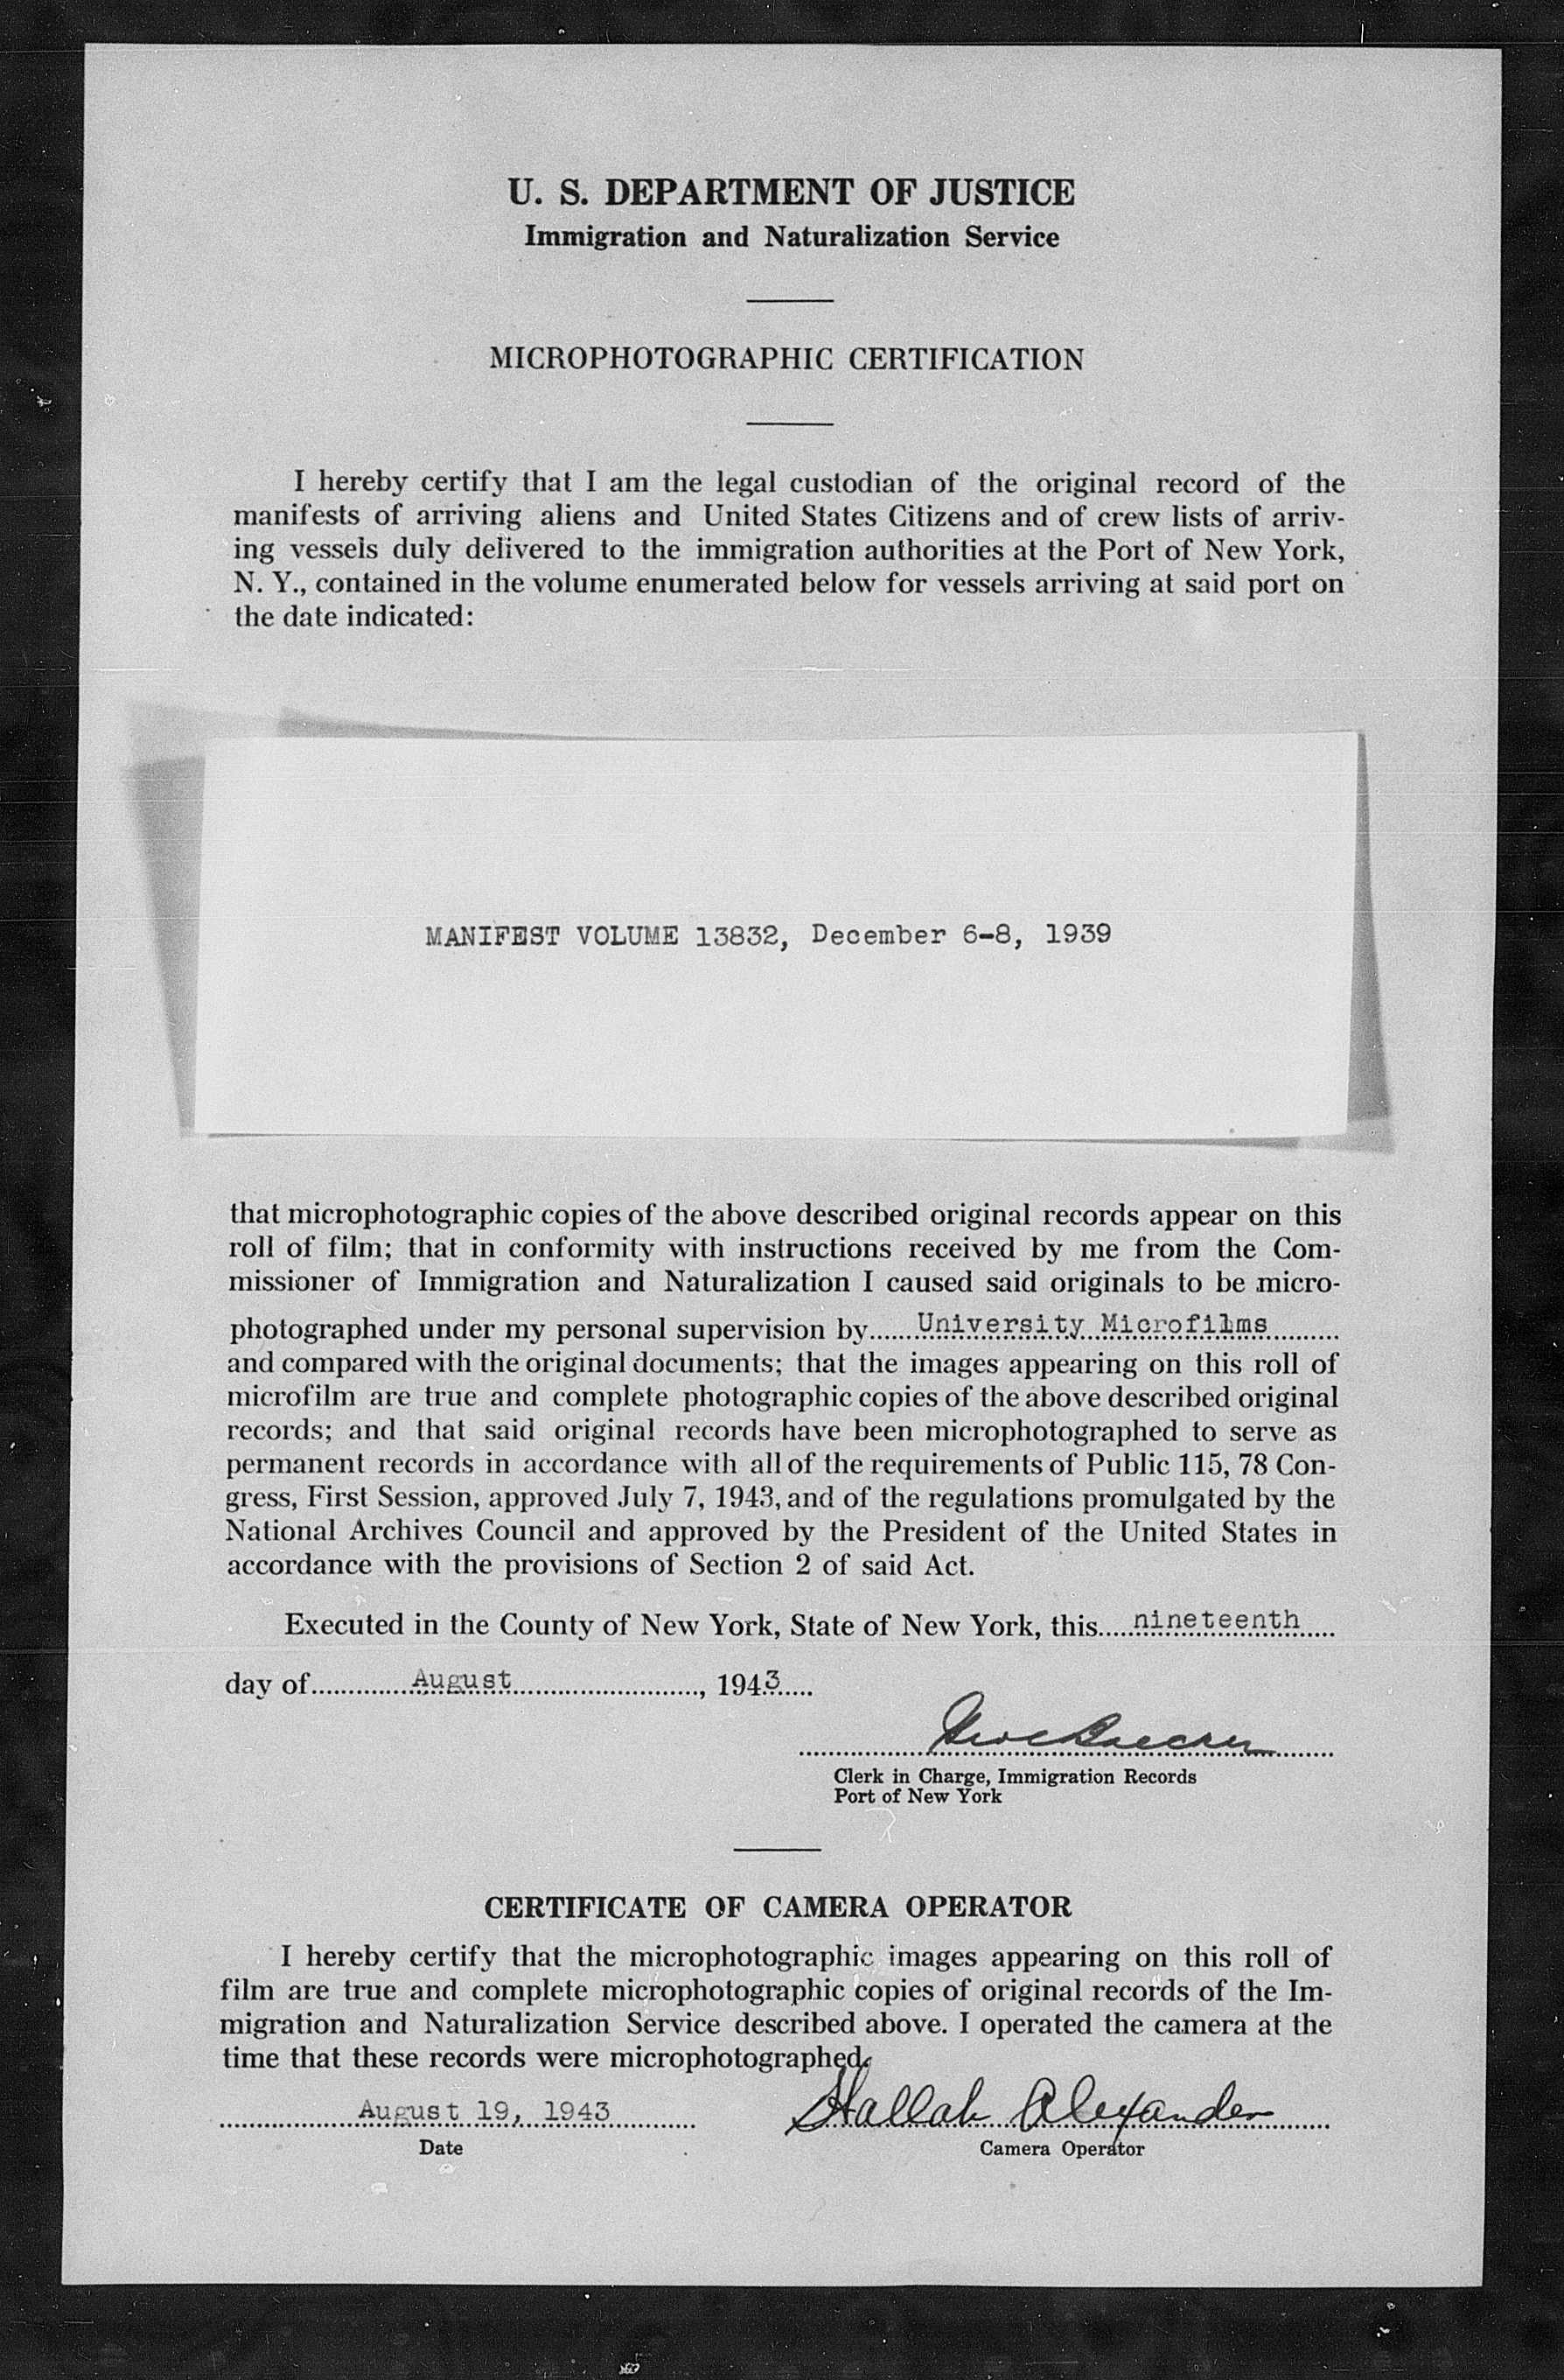 U. S. DEPARTMENT OF JUSTICE
Immigration and Naturalization Service
MICROPHOTOGRAPHIC CERTIFICATION
I hereby certify that I am the legal custodian of the original record of the
manifests of arriving aliens and United States Citizens and of crew lists of arriv-
ing vessels duly delivered to the immigration authorities at the Port of New York,
N. Y., contained in the volume enumerated below for vessels arriving at said port on
the date indicated:
MANIFEST VOLUME 13832, December 6-8, 1939
that microphotographic copies of the above described original records appear on this
roll of film; that in conformity with instructions received by me from the Com-
missioner of Immigration and Naturalization I caused said originals to be micro-
photographed under my personal supervision by University Microfilms
and compared with the original documents; that the images appearing on this roll of
microfilm are true and complete photographic copies of the above described original
records; and that said original records have been microphotographed to serve as
permanent records in accordance with all of the requirements of Public 115, 78 Con-
gress, First Session, approved July 7, 1943, and of the regulations promulgated by the
National Archives Council and approved by the President of the United States in
accordance with the provisions of Section 2 of said Act.
Executed in the County of New York, State of New York, this nineteenth
day of August, 1943
Clerk in Charge, Immigration Records
Port of New York
CERTIFICATE OF CAMERA OPERATOR
I hereby certify that the microphotographic images appearing on this roll of
film are true and complete microphotographic copies of original records of the Im-
migration and Naturalization Service described above. I operated the camera at the
time that these records were microphotographed.
August 19, 1943 Hallah Alexander
Date Camera Operator